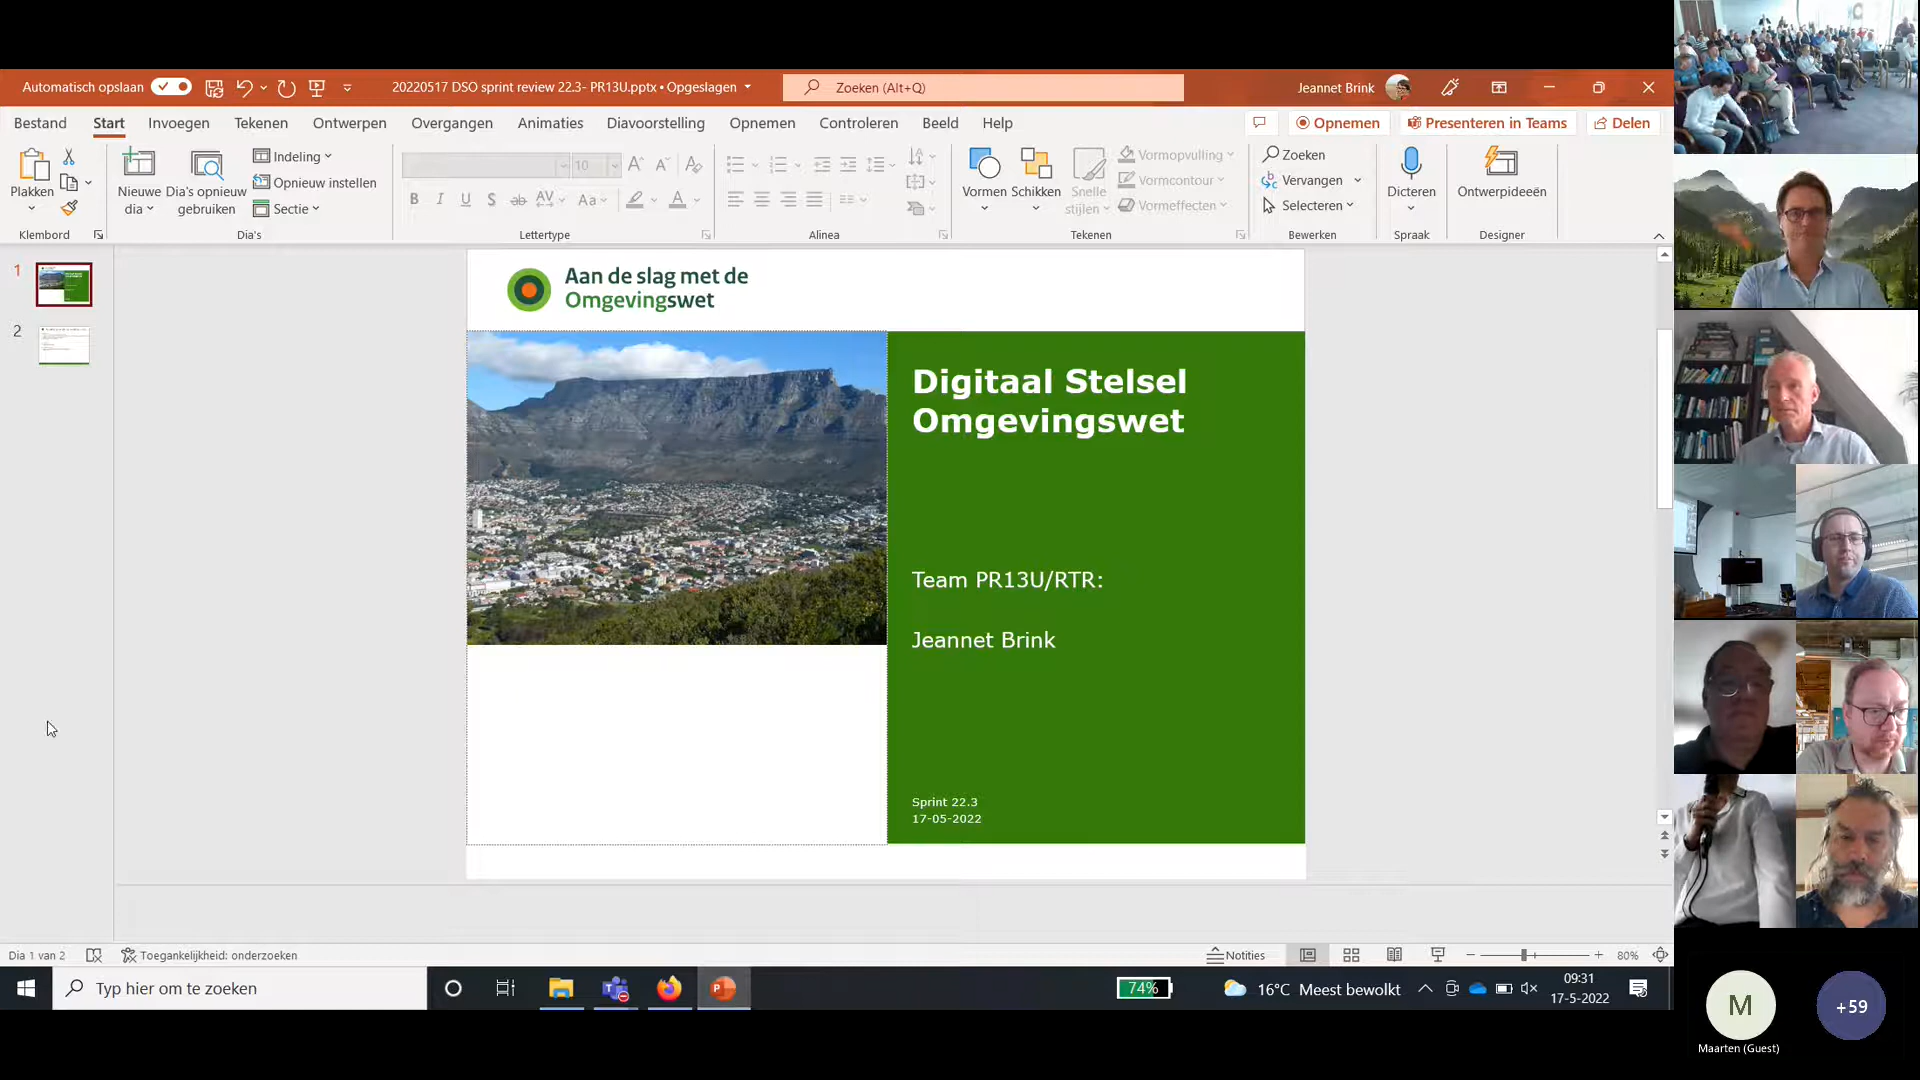 Automatisch opslaan
20220517 DSO sprint review 22.3- PR13U.pptx • Opgeslagen
Zoeken (Alt+Q)
Jeannet Brink
Bestand
Start
Invoegen
Tekenen
Ontwerpen
Overgangen
Animaties
Diavoorstelling
Opnemen
Controleren
Beeld
Help
Opnemen
Presenteren in Teams
Delen
Plakken
Klembord
Nieuwe dia
Dia's opnieuw gebruiken
Indeling
Opnieuw instellen
Sectie
Dia's
10
Lettertype
Alinea
Vormen
Schikken
Snelle stijlen
Vormopvulling
Vormcontour
Vormeffecten
Tekenen
Zoeken
Vervangen
Selecteren
Bewerken
Dicteren
Spraak
Ontwerpideeën
Designer
1
2
Aan de slag met de
Omgevingswet
Digitaal Stelsel
Omgevingswet
Team PR13U/RTR:
Jeannet Brink
Sprint 22.3
17-05-2022
Dia 1 van 2
Toegankelijkheid: onderzoeken
Notities
80%
Typ hier om te zoeken
74%
16°C Meest bewolkt
09:31
17-5-2022
M
Maarten (Guest)
+59